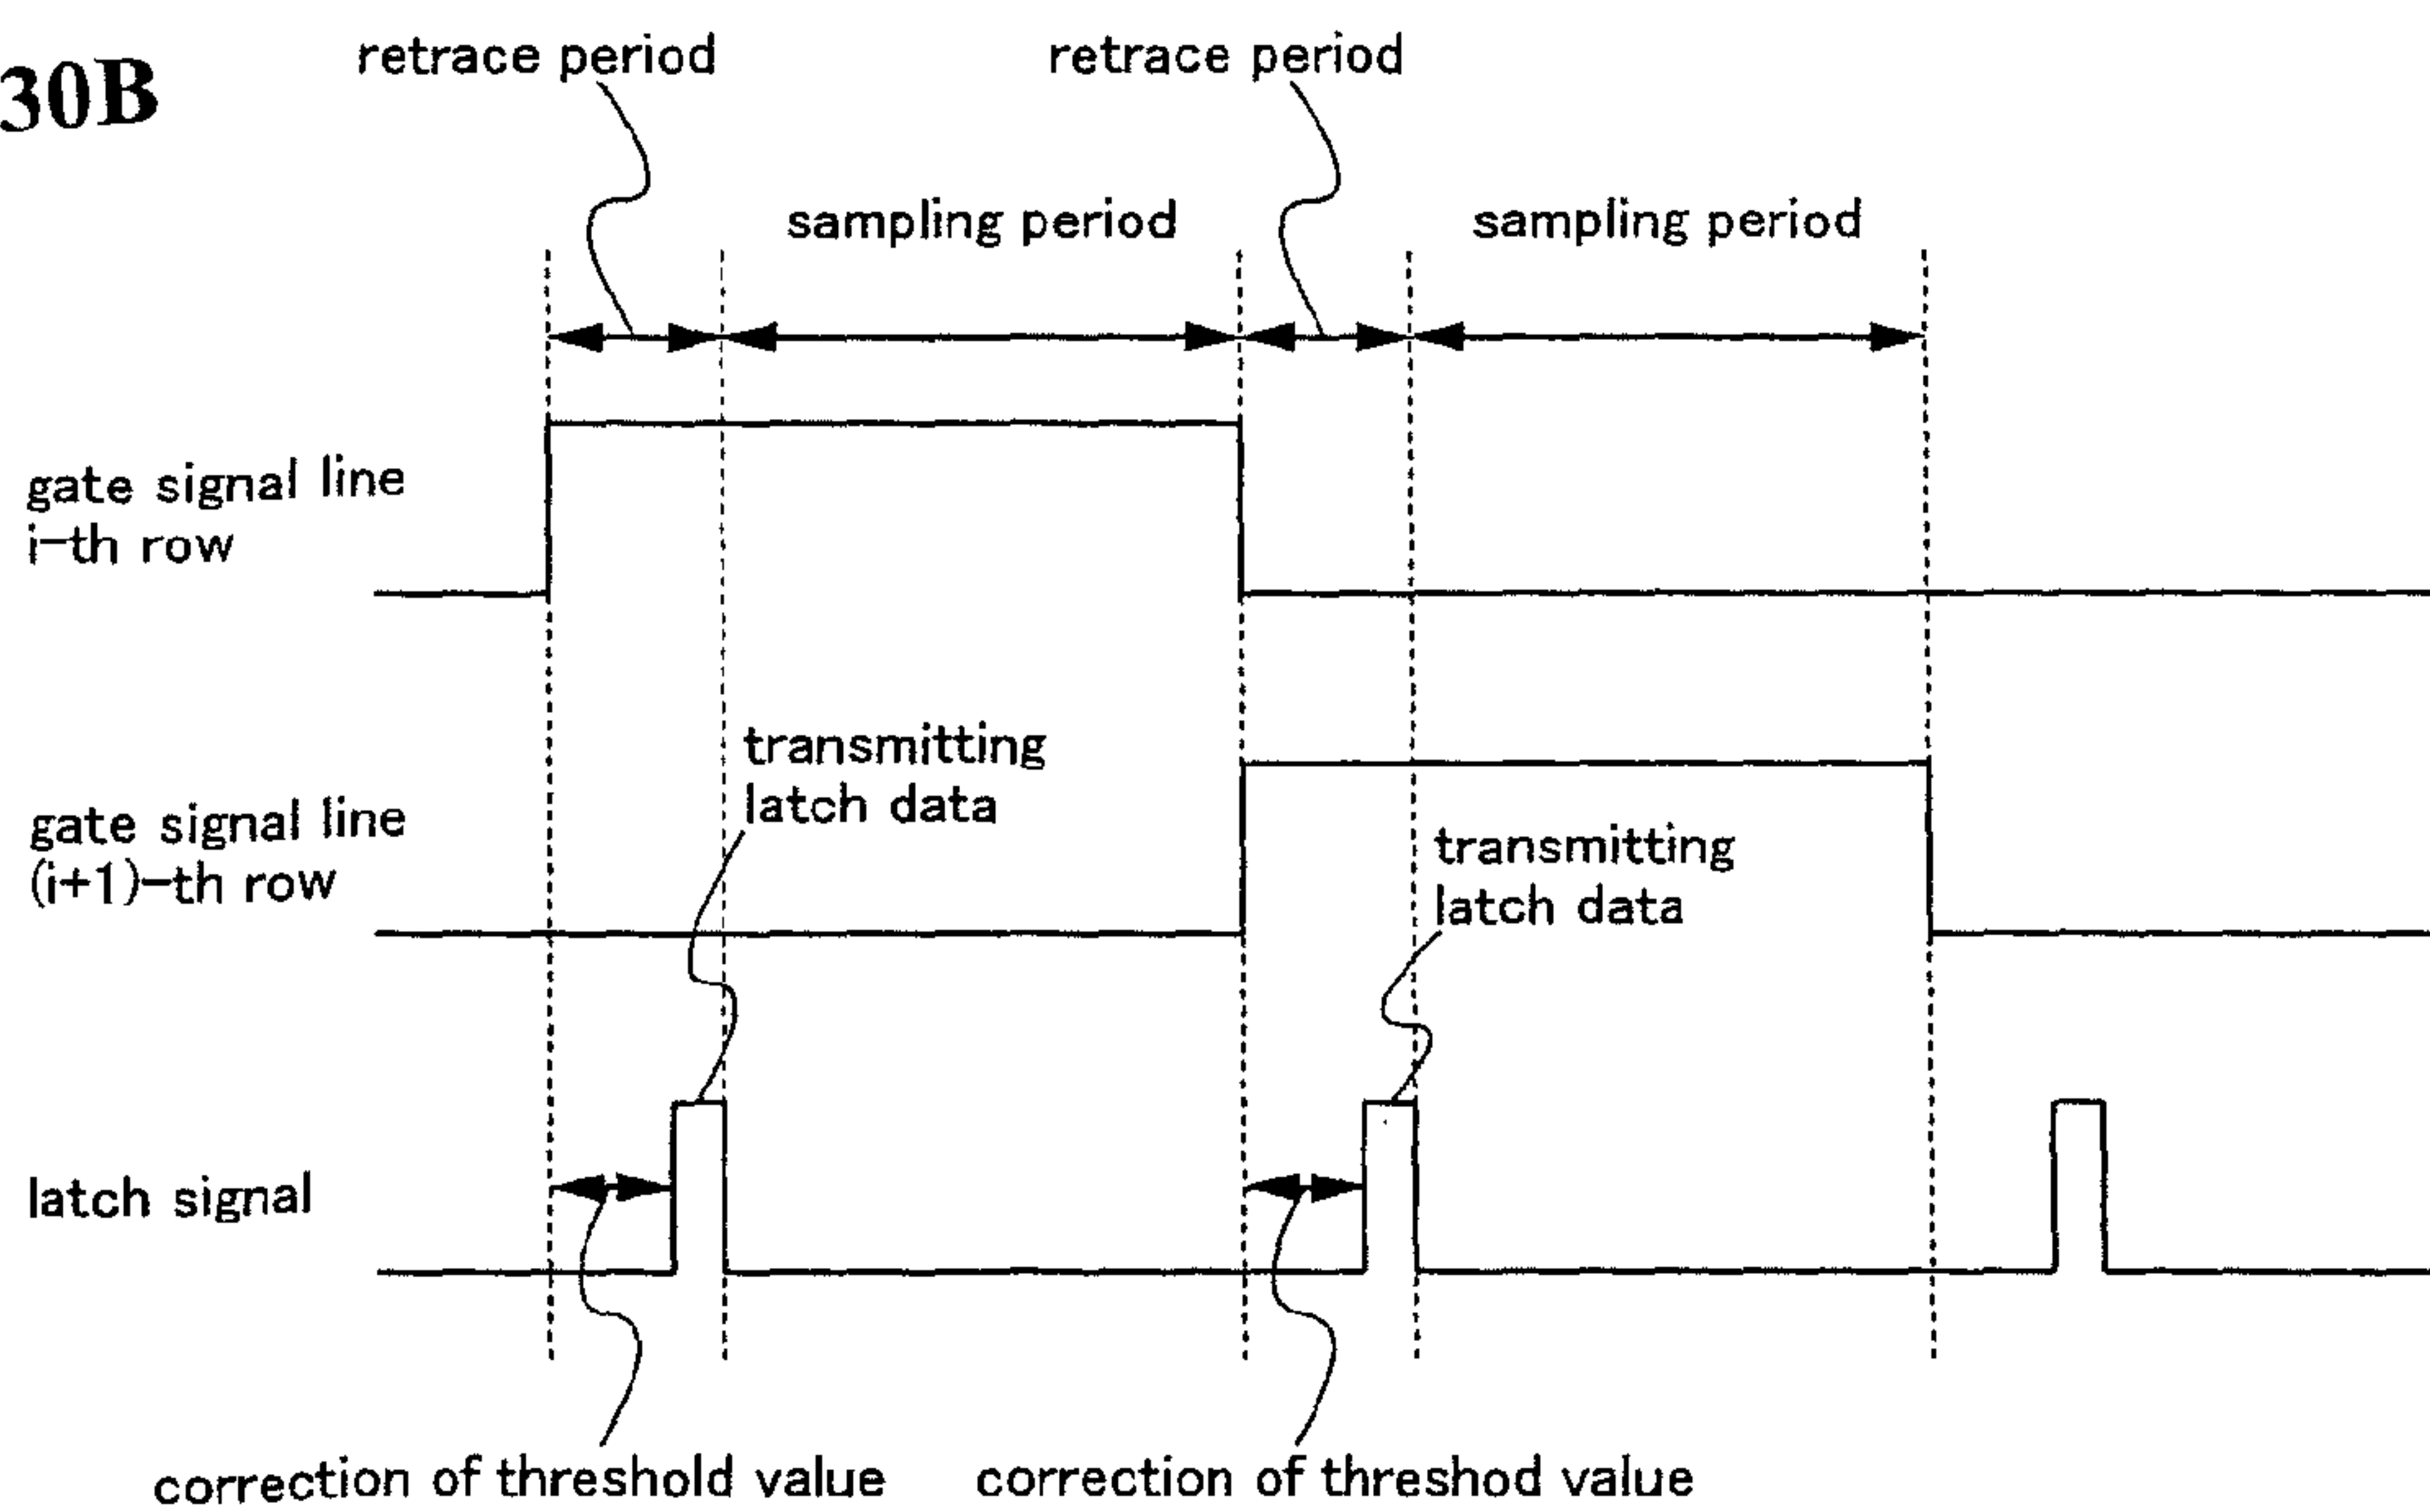 30B
retrace period
retrace period
sampling period
sampling period
gate signal line
i-th row
transmitting
latch data
gate signal line
(i+1)-th row
transmitting
latch data
latch signal
correction of threshold value
correction of threshod value